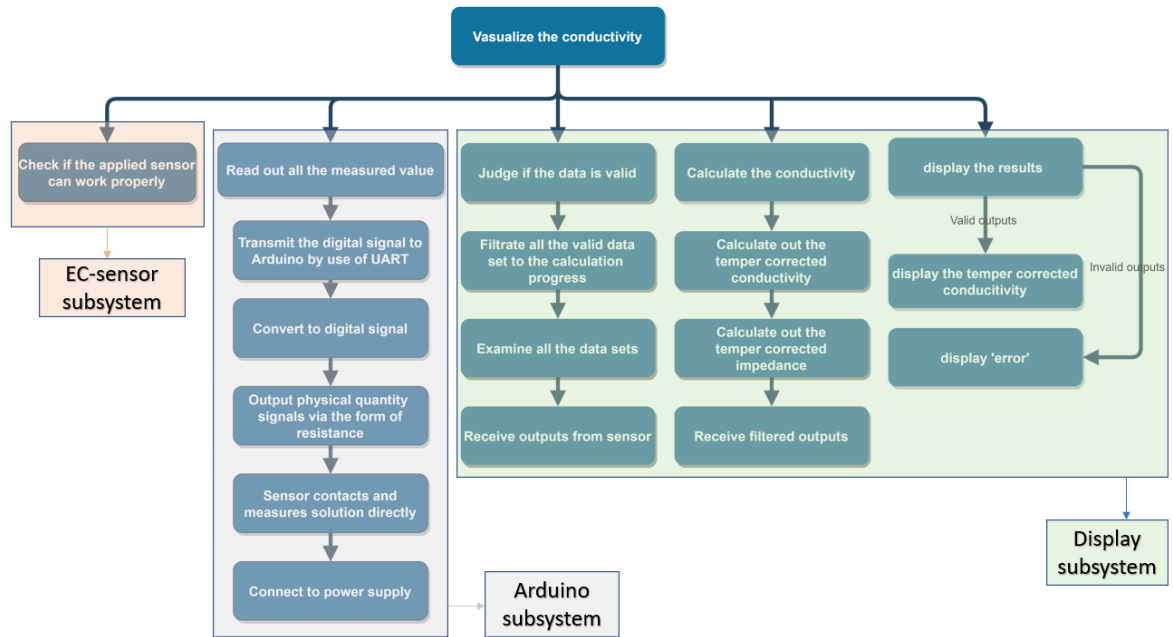 Vasualize the conductivity
Check if the applied sensor
can work properly
EC-sensor
subsystem
Read out all the measured value
Transmit the digital signal to
Arduino by use of UART
Convert to digital signal
Output physical quantity
signals via the form of
resistance
Sensor contacts and
measures solution directly
Connect to power supply
Arduino
subsystem
Judge if the data is valid
Filtrate all the valid data
set to the calculation
progress
Examine all the data sets
Receive outputs from sensor
Calculate the conductivity
Calculate out the
temper corrected
conductivity
Calculate out the
temper corrected
impedance
Receive filtered outputs
display the results
Valid outputs
Invalid outputs
display the temper corrected
conducitivity
display 'error'
Display
subsystem